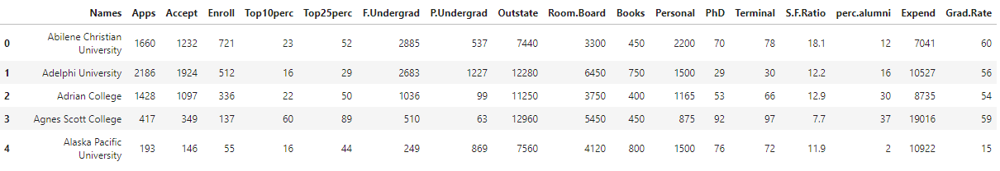 Names Apps Accept Enroll Top10perc Top25perc F.Undergrad P.Undergrad Outstate Room.Board Books Personal PhD Terminal S.F.Ratio perc.alumni Expend Grad.Rate
0 Abilene Christian University 1660 1232 721 23 52 2885 537 7440 3300 450 2200 70 78 18.1 12 7041 60
1 Adelphi University 2186 1924 512 16 29 2683 1227 12280 6450 750 1500 29 30 12.2 16 10527 56
2 Adrian College 1428 1097 336 22 50 1036 99 11250 3750 400 1165 53 66 12.9 30 8735 54
3 Agnes Scott College 417 349 137 60 89 510 63 12960 5450 450 875 92 97 7.7 37 19016 59
4 Alaska Pacific University 193 146 55 16 44 249 869 7560 4120 800 1500 76 72 11.9 2 10922 15